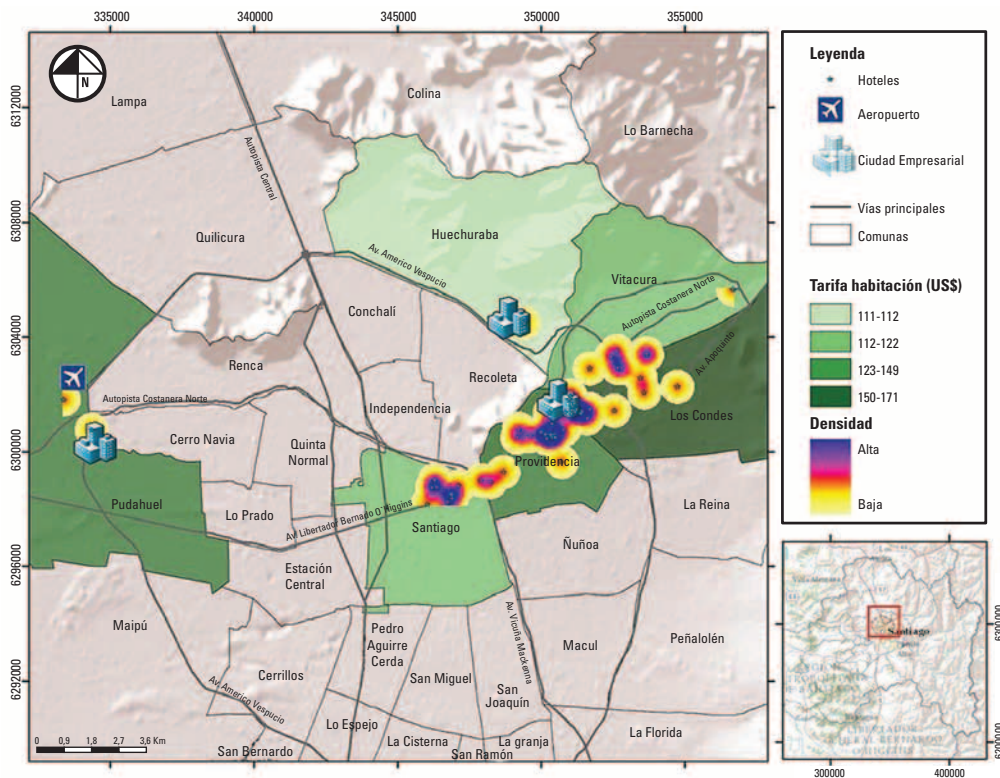 335000
340000
345000
350000
355000
N
Lampa
Colina
Lo Barnecha
Autopista Central
Quilicura
Huechuraba
Av. Americo Vespucio
Vitacura
Autopista Costanera Norte
Conchalí
Renca
Recoleta
Av. Apoquinto
Autopista Costanera Norte
Independencia
Los Condes
Cerro Navia
Quinta
Normal
Providencia
Pudahuel
Lo Prado
Av. Libertador Bernado O'Higgins
Santiago
La Reina
Ñuñoa
Estación
Central
Maipú
Pedro
Aguirre
Cerda
Av. Vicuña Mackenna
Macul
Peñalolén
Cerrillos
San Miguel
San
Joaquín
Av. Americo Vespucio
Lo Espejo
La Cisterna
La granja
La Florida
San Bernardo
San Ramón
0 0,9 1,8 2,7 3,6 Km
6312000
6300000
6304000
6300000
6296000
6292000
Leyenda
Hoteles
Aeropuerto
Ciudad Empresarial
Vías principales
Comunas
Tarifa habitación (US$)
111-112
112-122
123-149
150-171
Densidad
Alta
Baja
Santiago
300000
400000